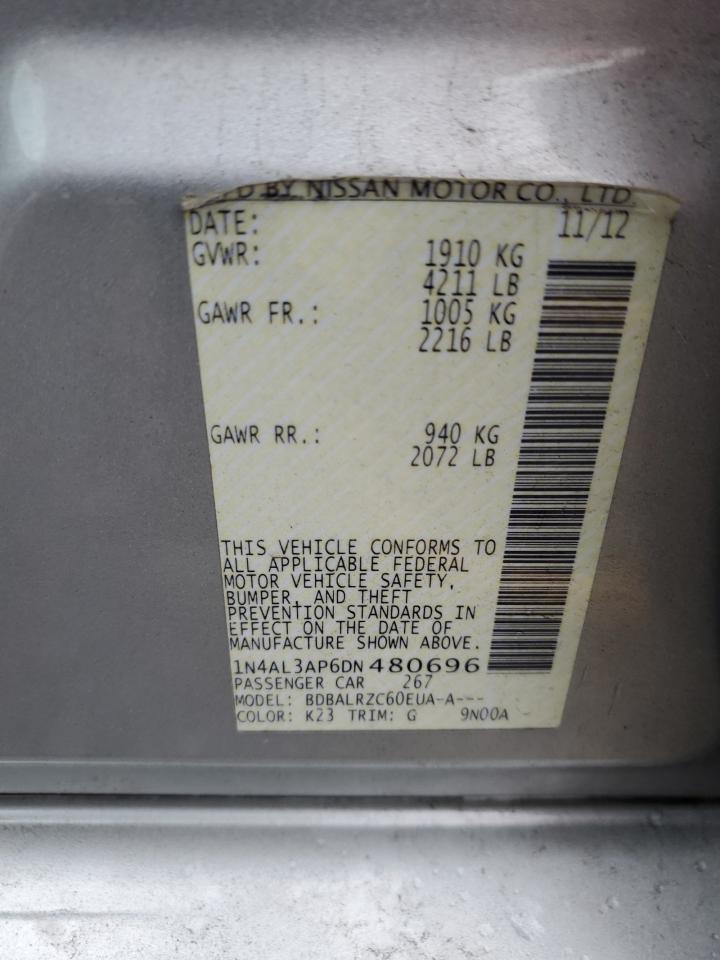 BY NISSAN MOTOR CO., LTD.
DATE: 11/12
GVWR: 1910 KG
4211 LB
GAWR FR.: 1005 KG
2216 LB
GAWR RR.: 940 KG
2072 LB
THIS VEHICLE CONFORMS TO
ALL APPLICABLE FEDERAL
MOTOR VEHICLE SAFETY,
BUMPER, AND THEFT
PREVENTION STANDARDS IN
EFFECT ON THE DATE OF
MANUFACTURE SHOWN ABOVE.
1N4AL3AP6DN480696
PASSENGER CAR 267
MODEL: BDBALRZC60EUA-A---
COLOR: K23 TRIM: G 9N00A